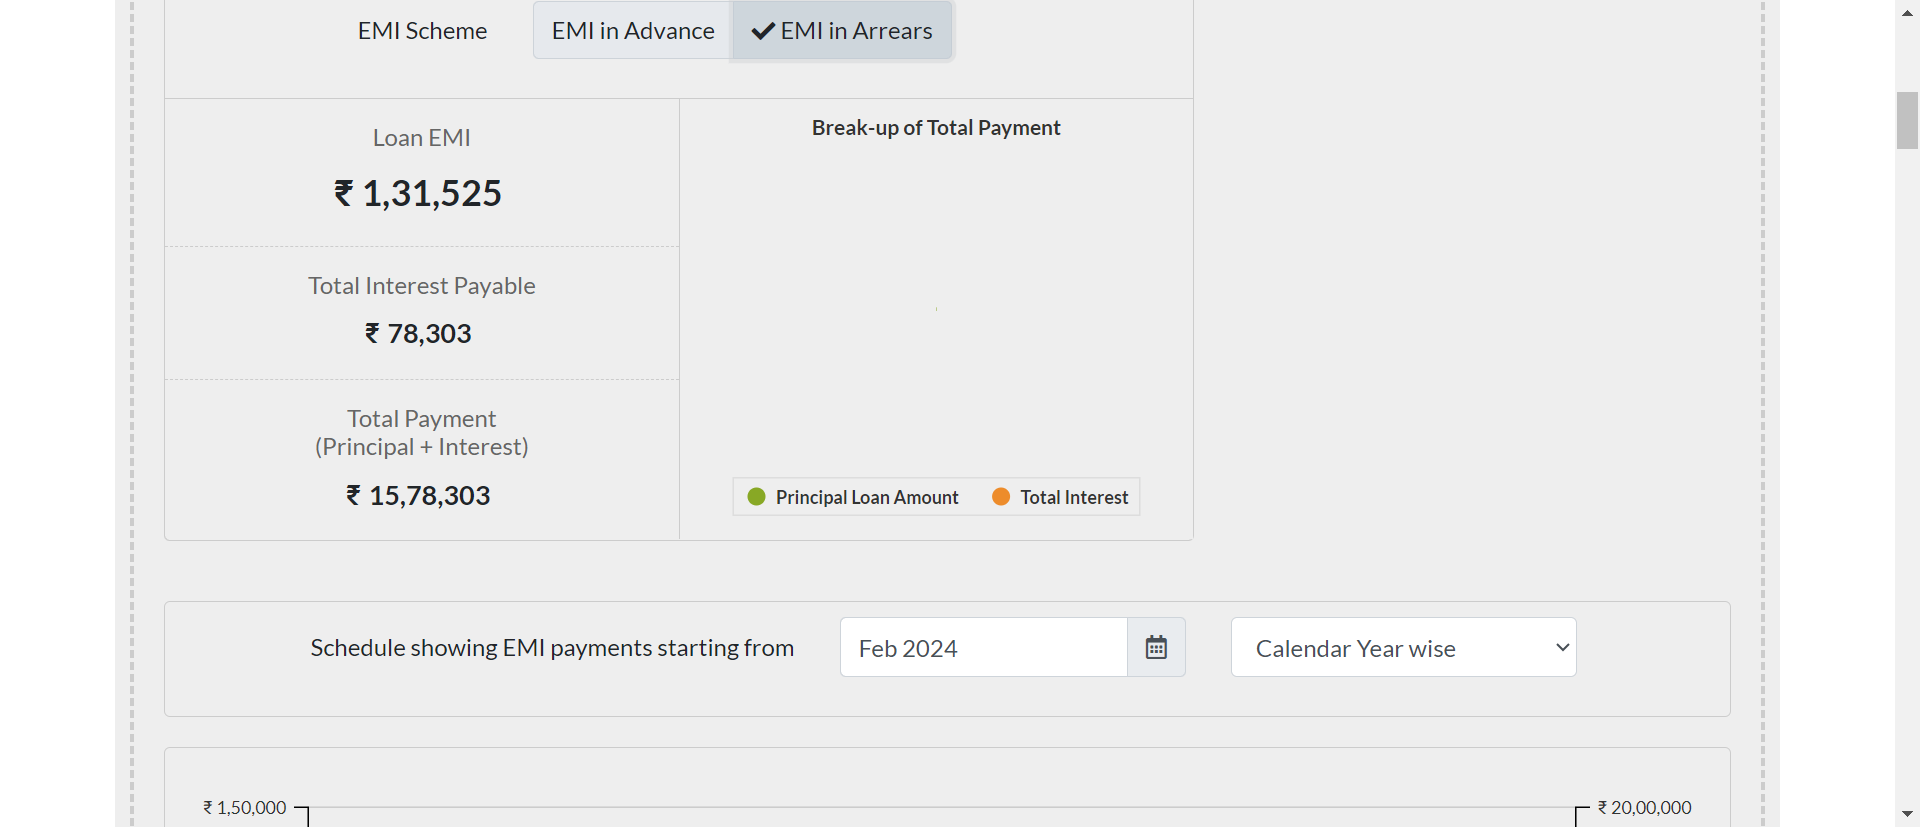 EMI Scheme EMI in Advance EMI in Arrears
Loan EMI
₹ 1,31,525
Total Interest Payable
₹ 78,303
Total Payment
(Principal + Interest)
₹ 15,78,303
Break-up of Total Payment
Principal Loan Amount Total Interest
Schedule showing EMI payments starting from Feb 2024 Calendar Year wise
₹ 1,50,000 ₹ 20,00,000